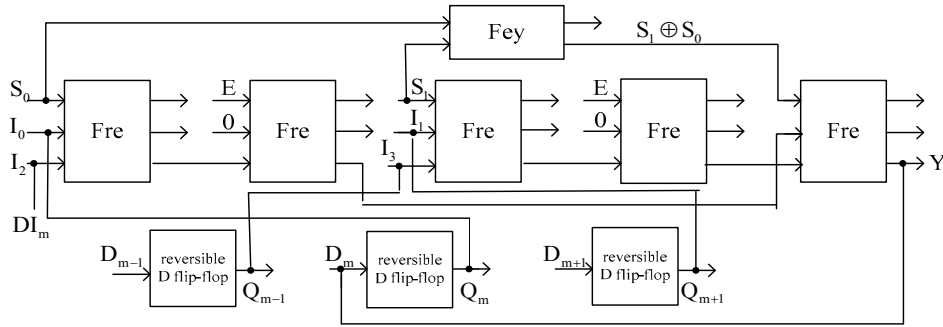 Fey
S₁ ⊕ S₀
S₀
I₀
I₂
DIₘ
Fre
E
0
Fre
S₁
I₁
I₃
Fre
E
0
Fre
Fre
Y
Dₘ₋₁
reversible
D flip-flop
Qₘ₋₁
Dₘ
reversible
D flip-flop
Qₘ
Dₘ₊₁
reversible
D flip-flop
Qₘ₊₁